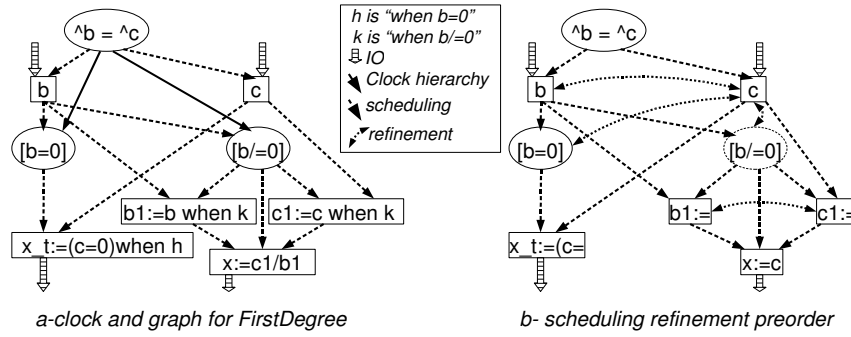 ^b = ^c
b
c
[b=0]
[b/=0]
b1:=b when k
c1:=c when k
x_t:=(c=0)when h
x:=c1/b1
a-clock and graph for FirstDegree
h is "when b=0"
k is "when b/=0"
IO
Clock hierarchy
scheduling
refinement
^b = ^c
b
c
[b=0]
[b/=0]
b1:=
c1:=
x_t:=(c=
x:=c
b- scheduling refinement preorder